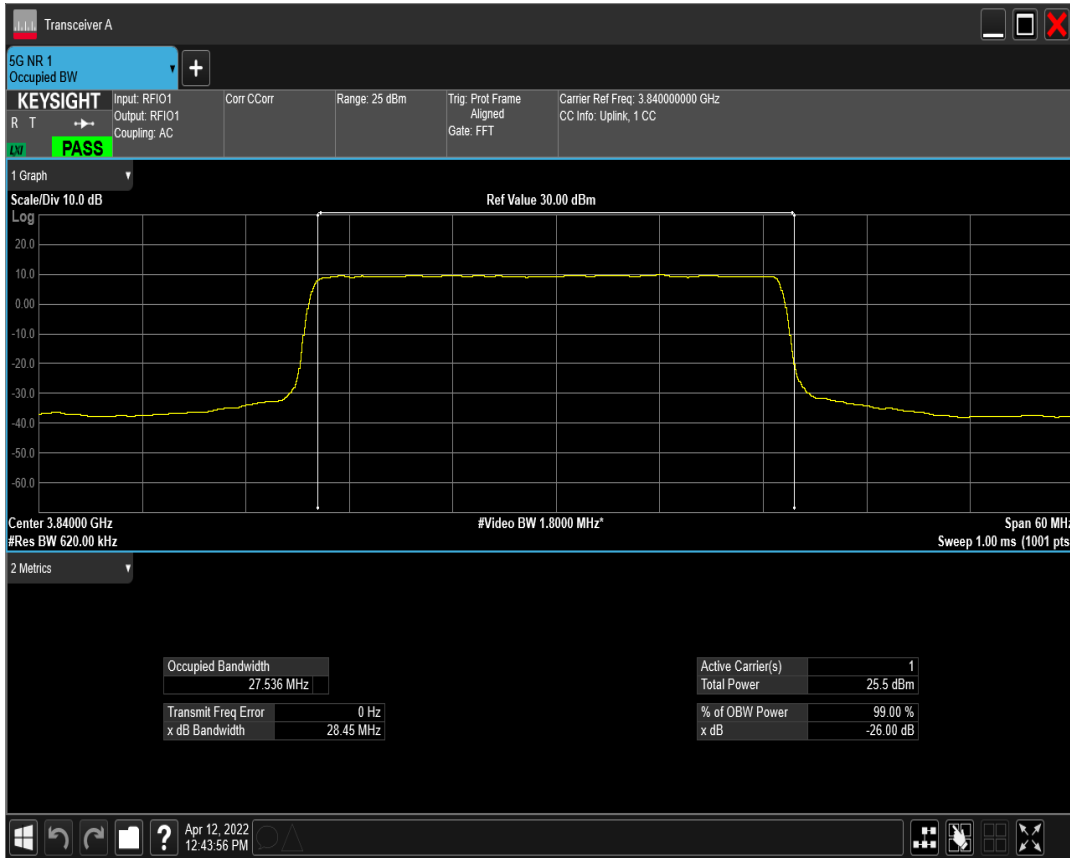 Transceiver A
5G NR 1
Occupied BW
KEYSIGHT
R T
LXI
PASS
Input: RFIO1
Output: RFIO1
Coupling: AC
Corr CCorr
Range: 25 dBm
Trig: Prot Frame
Aligned
Gate: FFT
Carrier Ref Freq: 3.840000000 GHz
CC Info: Uplink, 1 CC
1 Graph
Scale/Div 10.0 dB
Ref Value 30.00 dBm
Log
20.0
10.0
0.00
-10.0
-20.0
-30.0
-40.0
-50.0
-60.0
Center 3.84000 GHz
#Video BW 1.8000 MHz*
Span 60 MHz
#Res BW 620.00 kHz
Sweep 1.00 ms (1001 pts
2 Metrics
Occupied Bandwidth
27.536 MHz
Transmit Freq Error 0 Hz
x dB Bandwidth 28.45 MHz
Active Carrier(s) 1
Total Power 25.5 dBm
% of OBW Power 99.00 %
x dB -26.00 dB
?
Apr 12, 2022
12:43:56 PM